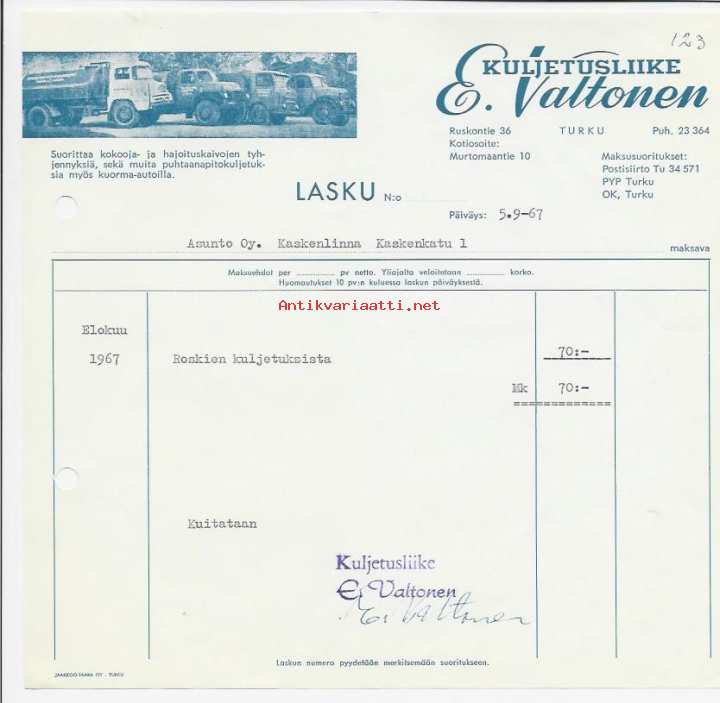 123
KULJETUSLIIKE
E. Valtonen
Ruskontie 36 TURKU Puh. 23 364
Kotiosoite:
Murtomaantie 10
Maksusuoritukset:
Postisiirto Tu 34 571
PYP Turku
OK, Turku
Suorittaa kokooja- ja hajoituskaivojen tyh-
jennyksiä, sekä muita puhtaanapitokuljetuk-
sia myös kuorma-autoilla.
LASKU N:o
Päiväys: 5.9-67
Asunto Oy. Kaskenlinna Kaskenkatu 1 maksava
Maksuehdot per ............ pv netto. Yliajalta veloitetaan ............ korko.
Huomautukset 10 pv:n kuluessa laskun päiväyksestä.
Antikvariaatti.net
Elokuu
1967 Roskien kuljetuksista 70:-
Mk 70:-
=============
Kuitataan
Kuljetusliike
E. Valtonen
Laskun numero pyydetään merkitsemään suoritukseen.